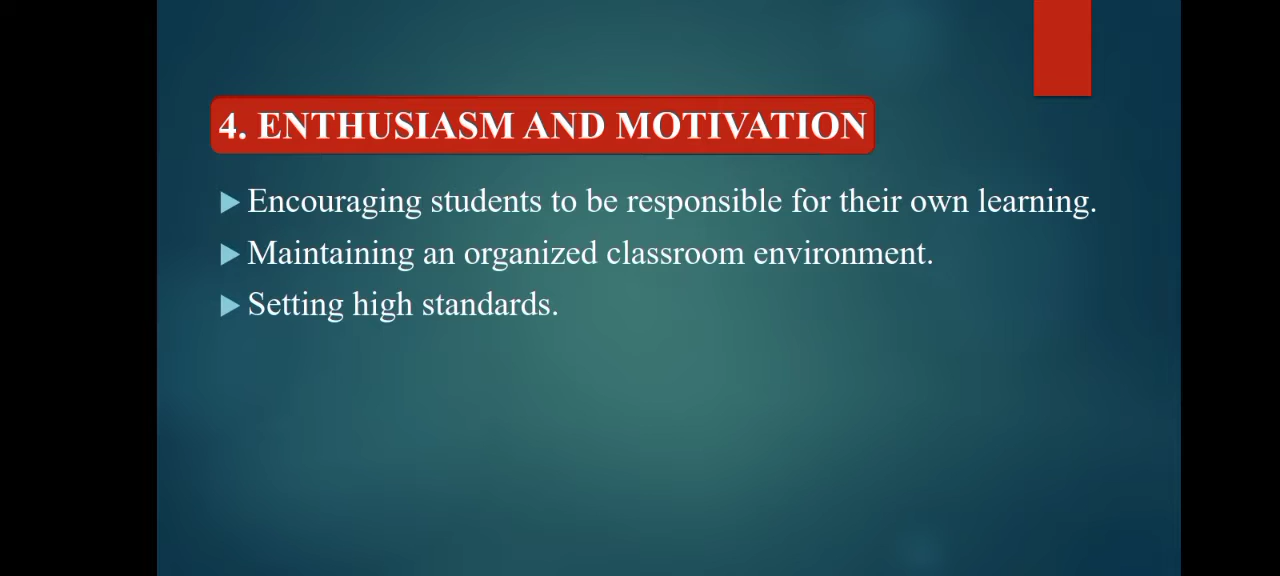 4. ENTHUSIASM AND MOTIVATION
Encouraging students to be responsible for their own learning.
Maintaining an organized classroom environment.
Setting high standards.